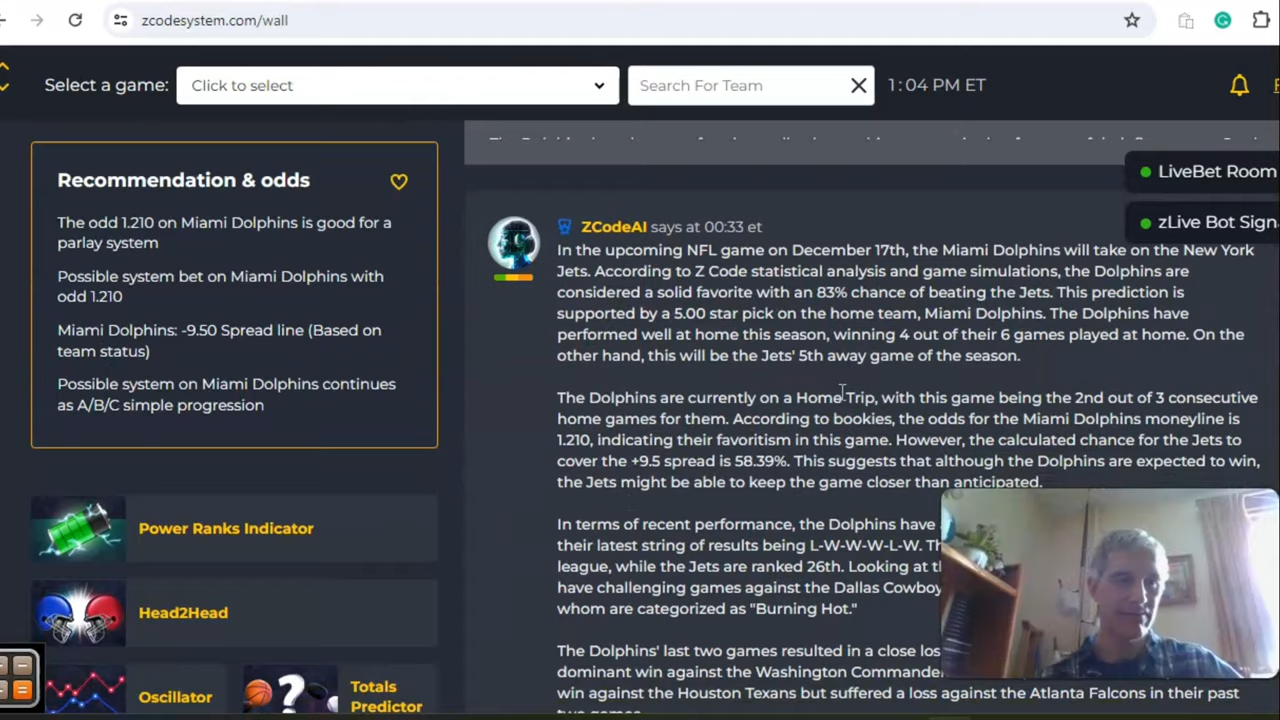 zcodesystem.com/wall
Select a game:
Click to select
Search For Team
1:04 PM ET
LiveBet Room
zLive Bot Sign
Recommendation & odds
The odd 1.210 on Miami Dolphins is good for a
parlay system
Possible system bet on Miami Dolphins with
odd 1.210
Miami Dolphins: -9.50 Spread line (Based on
team status)
Possible system on Miami Dolphins continues
as A/B/C simple progression
Power Ranks Indicator
Head2Head
Oscillator
Totals
Predictor
ZCodeAI says at 00:33 et
In the upcoming NFL game on December 17th, the Miami Dolphins will take on the New York
Jets. According to Z Code statistical analysis and game simulations, the Dolphins are
considered a solid favorite with an 83% chance of beating the Jets. This prediction is
supported by a 5.00 star pick on the home team, Miami Dolphins. The Dolphins have
performed well at home this season, winning 4 out of their 6 games played at home. On the
other hand, this will be the Jets' 5th away game of the season.
The Dolphins are currently on a Home Trip, with this game being the 2nd out of 3 consecutive
home games for them. According to bookies, the odds for the Miami Dolphins moneyline is
1.210, indicating their favoritism in this game. However, the calculated chance for the Jets to
cover the +9.5 spread is 58.39%. This suggests that although the Dolphins are expected to win,
the Jets might be able to keep the game closer than anticipated.
In terms of recent performance, the Dolphins have
their latest string of results being L-W-W-W-L-W. Th
league, while the Jets are ranked 26th. Looking at th
have challenging games against the Dallas Cowboy
whom are categorized as "Burning Hot."
The Dolphins' last two games resulted in a close los
dominant win against the Washington Commande
win against the Houston Texans but suffered a loss against the Atlanta Falcons in their past
two games.